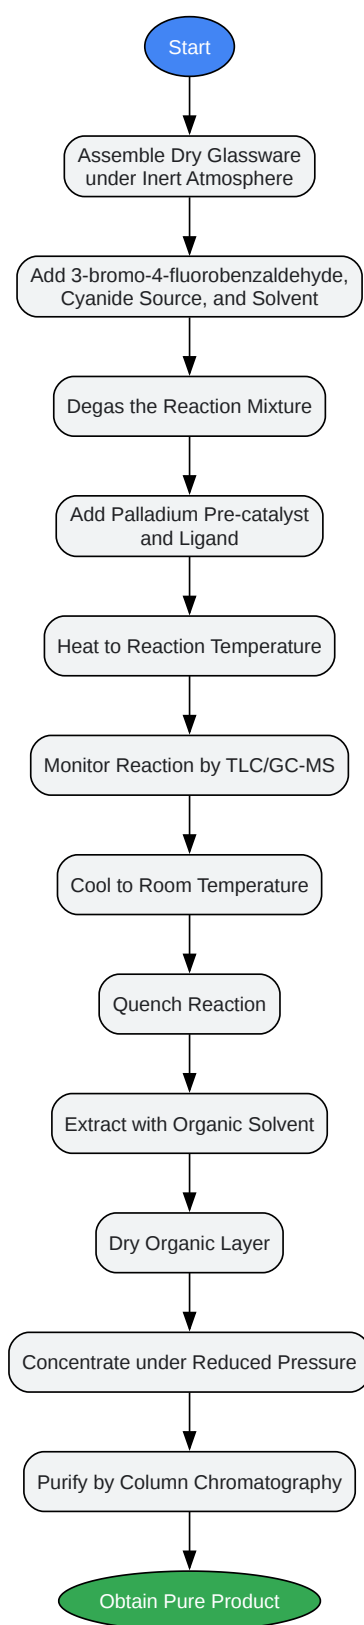 Start
Assemble Dry Glassware
under Inert Atmosphere
Add 3-bromo-4-fluorobenzaldehyde,
Cyanide Source, and Solvent
Degas the Reaction Mixture
Add Palladium Pre-catalyst
and Ligand
Heat to Reaction Temperature
Monitor Reaction by TLC/GC-MS
Cool to Room Temperature
Quench Reaction
Extract with Organic Solvent
Dry Organic Layer
Concentrate under Reduced Pressure
Purify by Column Chromatography
Obtain Pure Product